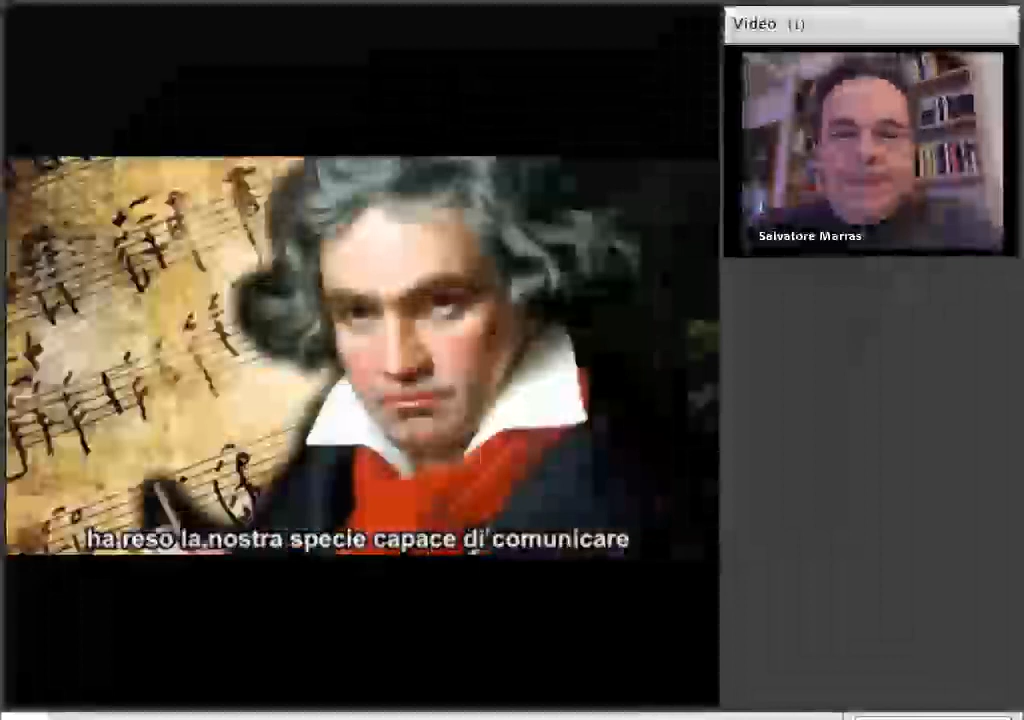 Video (1)
Salvatore Marras
ha reso la nostra specie capace di comunicare